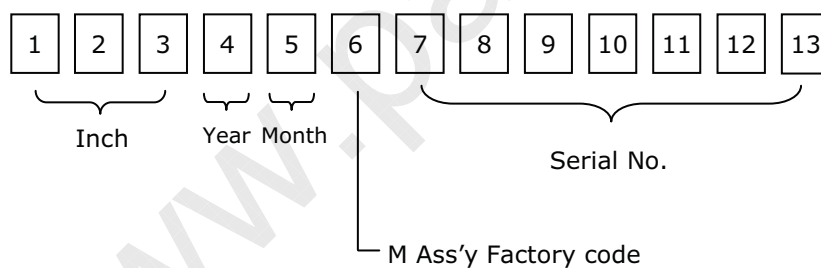 1 2 3 4 5 6 7 8 9 10 11 12 13
Inch Year Month
Serial No.
M Ass'y Factory code
www.p